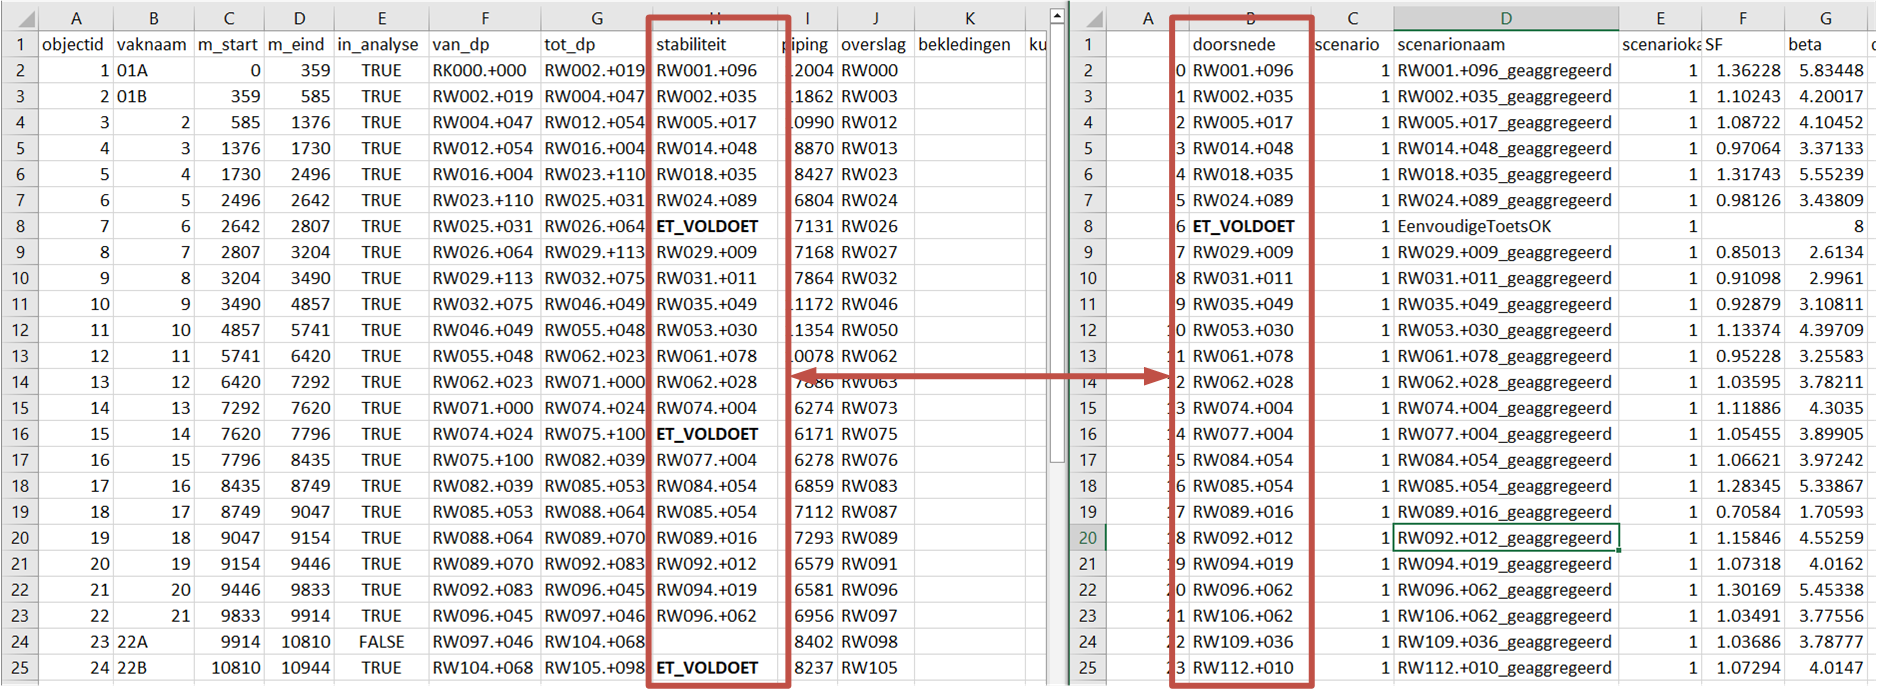 A B C D E F G H I J K A B C D E F G
1 objectid vaknaam m_start m_eind in_analyse van_dp tot_dp stabiliteit piping overslag bekledingen ku 1 doorsnede scenario scenarionaam scenarioka SF beta
2 1 01A 0 359 TRUE RK000.+000 RW002.+019 RW001.+096 12004 RW000 2 0 RW001.+096 1 RW001.+096_geaggregeerd 1 1.36228 5.83448
3 2 01B 359 585 TRUE RW002.+019 RW004.+047 RW002.+035 11862 RW003 3 1 RW002.+035 1 RW002.+035_geaggregeerd 1 1.10243 4.20017
4 3 2 585 1376 TRUE RW004.+047 RW012.+054 RW005.+017 10990 RW012 4 2 RW005.+017 1 RW005.+017_geaggregeerd 1 1.08722 4.10452
5 4 3 1376 1730 TRUE RW012.+054 RW016.+004 RW014.+048 8870 RW013 5 3 RW014.+048 1 RW014.+048_geaggregeerd 1 0.97064 3.37133
6 5 4 1730 2496 TRUE RW016.+004 RW023.+110 RW018.+035 8427 RW023 6 4 RW018.+035 1 RW018.+035_geaggregeerd 1 1.31743 5.55239
7 6 5 2496 2642 TRUE RW023.+110 RW025.+031 RW024.+089 6804 RW024 7 5 RW024.+089 1 RW024.+089_geaggregeerd 1 0.98126 3.43809
8 7 6 2642 2807 TRUE RW025.+031 RW026.+064 ET_VOLDOET 7131 RW026 8 6 ET_VOLDOET 1 EenvoudigeToetsOK 1 8
9 8 7 2807 3204 TRUE RW026.+064 RW029.+113 RW029.+009 7168 RW027 9 7 RW029.+009 1 RW029.+009_geaggregeerd 1 0.85013 2.6134
10 9 8 3204 3490 TRUE RW029.+113 RW032.+075 RW031.+011 7864 RW032 10 8 RW031.+011 1 RW031.+011_geaggregeerd 1 0.91098 2.9961
11 10 9 3490 4857 TRUE RW032.+075 RW046.+049 RW035.+049 11172 RW046 11 9 RW035.+049 1 RW035.+049_geaggregeerd 1 0.92879 3.10811
12 11 10 4857 5741 TRUE RW046.+049 RW055.+048 RW053.+030 11354 RW050 12 10 RW053.+030 1 RW053.+030_geaggregeerd 1 1.13374 4.39709
13 12 11 5741 6420 TRUE RW055.+048 RW062.+023 RW061.+078 10078 RW062 13 11 RW061.+078 1 RW061.+078_geaggregeerd 1 0.95228 3.25583
14 13 12 6420 7292 TRUE RW062.+023 RW071.+000 RW062.+028 7886 RW063 14 12 RW062.+028 1 RW062.+028_geaggregeerd 1 1.03595 3.78211
15 14 13 7292 7620 TRUE RW071.+000 RW074.+024 RW074.+004 6274 RW073 15 13 RW074.+004 1 RW074.+004_geaggregeerd 1 1.11886 4.3035
16 15 14 7620 7796 TRUE RW074.+024 RW075.+100 ET_VOLDOET 6171 RW075 16 14 RW077.+004 1 RW077.+004_geaggregeerd 1 1.05455 3.89905
17 16 15 7796 8435 TRUE RW075.+100 RW082.+039 RW077.+004 6278 RW076 17 15 RW084.+054 1 RW084.+054_geaggregeerd 1 1.06621 3.97242
18 17 16 8435 8749 TRUE RW082.+039 RW085.+053 RW084.+054 6859 RW083 18 16 RW085.+054 1 RW085.+054_geaggregeerd 1 1.28345 5.33867
19 18 17 8749 9047 TRUE RW085.+053 RW088.+064 RW085.+054 7112 RW087 19 17 RW089.+016 1 RW089.+016_geaggregeerd 1 0.70584 1.70593
20 19 18 9047 9154 TRUE RW088.+064 RW089.+070 RW089.+016 7293 RW089 20 18 RW092.+012 1 RW092.+012_geaggregeerd 1 1.15846 4.55259
21 20 19 9154 9446 TRUE RW089.+070 RW092.+083 RW092.+012 6579 RW091 21 19 RW094.+019 1 RW094.+019_geaggregeerd 1 1.07318 4.0162
22 21 20 9446 9833 TRUE RW092.+083 RW096.+045 RW094.+019 6581 RW096 22 20 RW096.+062 1 RW096.+062_geaggregeerd 1 1.30169 5.45338
23 22 21 9833 9914 TRUE RW096.+045 RW097.+046 RW096.+062 6956 RW097 23 21 RW106.+062 1 RW106.+062_geaggregeerd 1 1.03491 3.77556
24 23 22A 9914 10810 FALSE RW097.+046 RW104.+068 8402 RW098 24 22 RW109.+036 1 RW109.+036_geaggregeerd 1 1.03686 3.78777
25 24 22B 10810 10944 TRUE RW104.+068 RW105.+098 ET_VOLDOET 8237 RW105 25 23 RW112.+010 1 RW112.+010_geaggregeerd 1 1.07294 4.0147